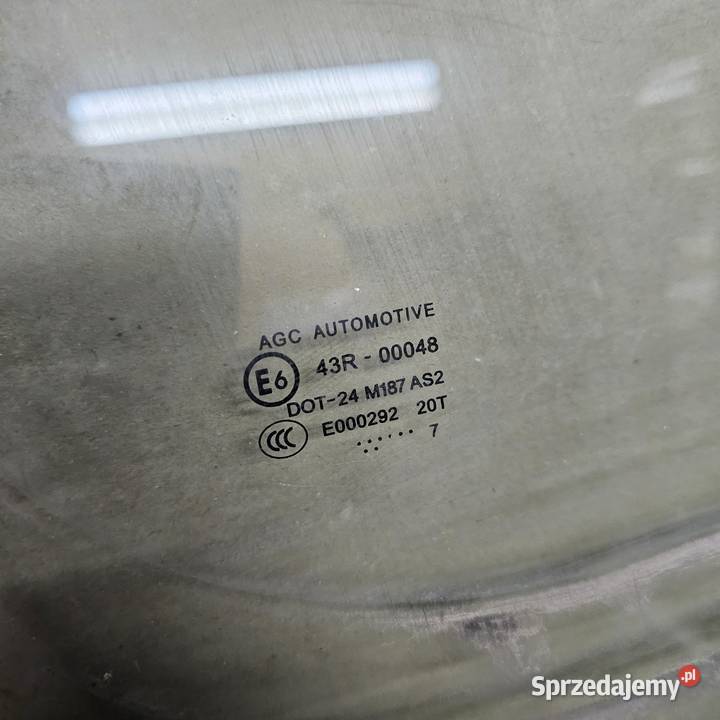 AGC AUTOMOTIVE
E6 43R - 00048
DOT-24 M187 AS2
CCC E000292 20T
7
Sprzedajemy.pl